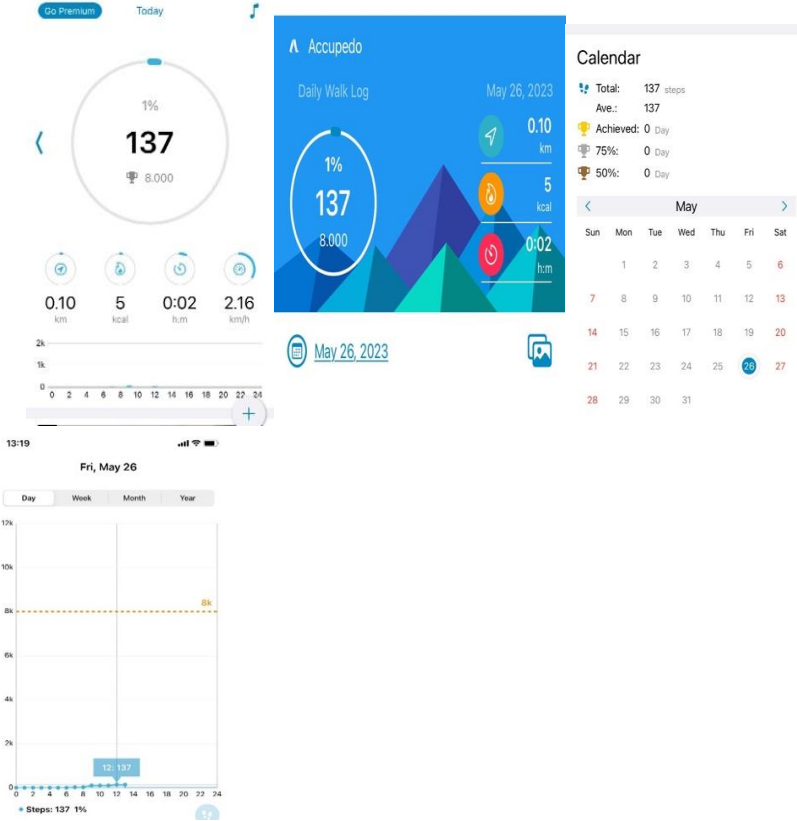 Go Premium Today
1%
137
8.000
0.10 5 0:02 2.16
km kcal h:m km/h
2k
1k
0
0 2 4 6 8 10 12 14 16 18 20 22 24
+
Accupedo
Daily Walk Log May 26, 2023
1%
137
8.000
0.10
km
5
kcal
0:02
h:m
May 26, 2023
Calendar
Total: 137 steps
Ave.: 137
Achieved: 0 Day
75%: 0 Day
50%: 0 Day
< May >
Sun Mon Tue Wed Thu Fri Sat
1 2 3 4 5 6
7 8 9 10 11 12 13
14 15 16 17 18 19 20
21 22 23 24 25 26 27
28 29 30 31
13:19
Fri, May 26
Day Week Month Year
12k
10k
8k 8k
6k
4k
2k
12: 137
0
0 2 4 6 8 10 12 14 16 18 20 22 24
Steps: 137 1%